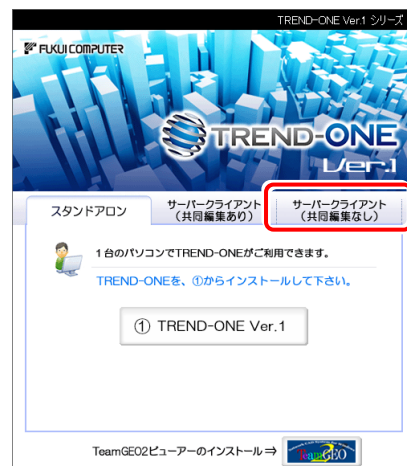 TREND-ONE Ver.1 シリーズ
FUKUI COMPUTER
TREND-ONE
Ver.1
スタンドアロン
サーバークライアント
（共同編集あり）
サーバークライアント
（共同編集なし）
1台のパソコンでTREND-ONEがご利用できます。
TREND-ONEを、①からインストールして下さい。
① TREND-ONE Ver.1
TeamGEO2ビューアーのインストール⇒
TeamGEO